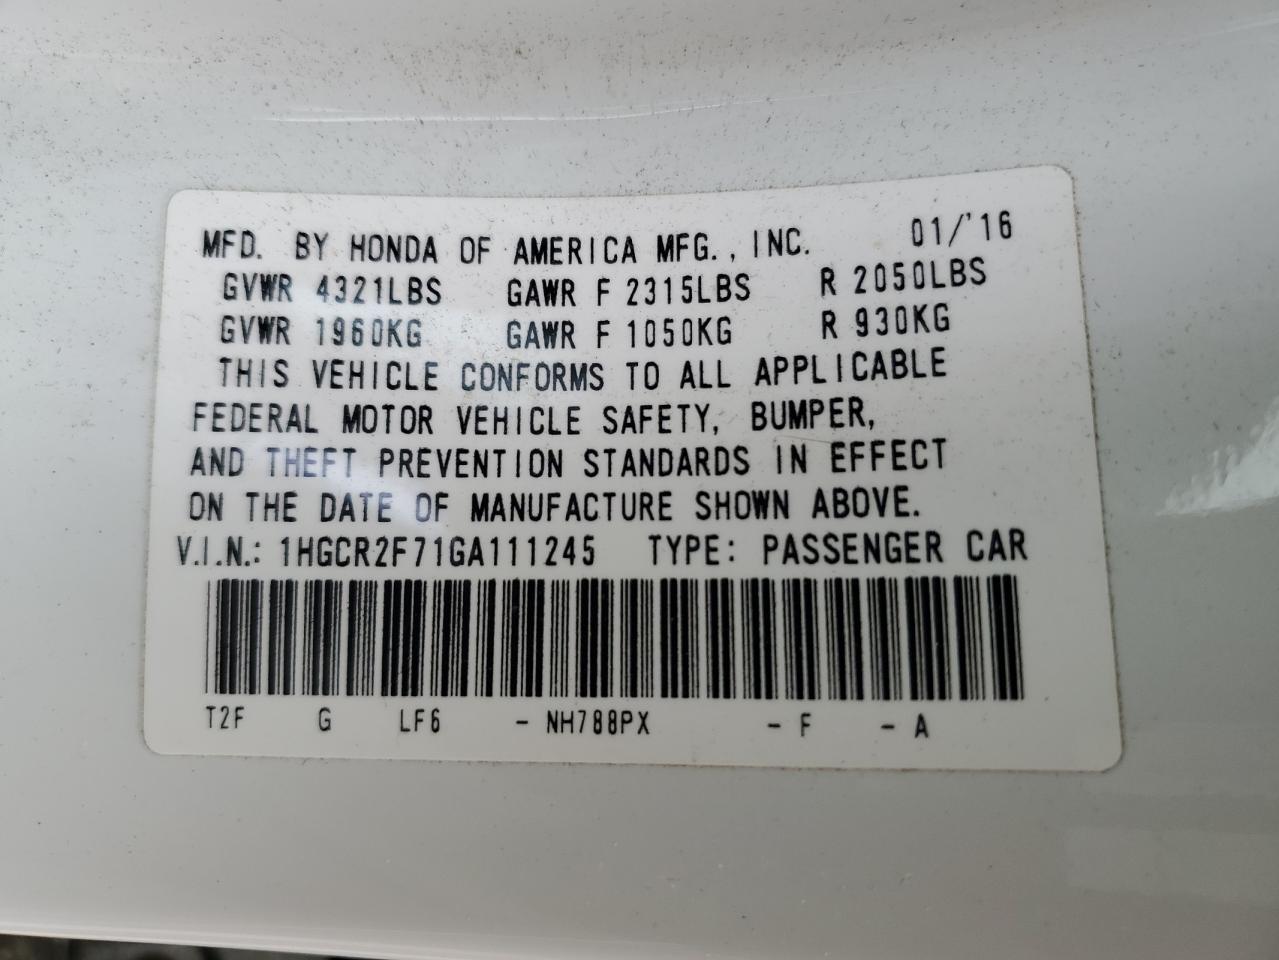 MFD. BY HONDA OF AMERICA MFG., INC. 01/'16
GVWR 4321LBS GAWR F 2315LBS R 2050LBS
GVWR 1960KG GAWR F 1050KG R 930KG
THIS VEHICLE CONFORMS TO ALL APPLICABLE
FEDERAL MOTOR VEHICLE SAFETY, BUMPER,
AND THEFT PREVENTION STANDARDS IN EFFECT
ON THE DATE OF MANUFACTURE SHOWN ABOVE.
V.I.N.: 1HGCR2F71GA111245 TYPE: PASSENGER CAR
T2F G LF6 - NH788PX - F - A